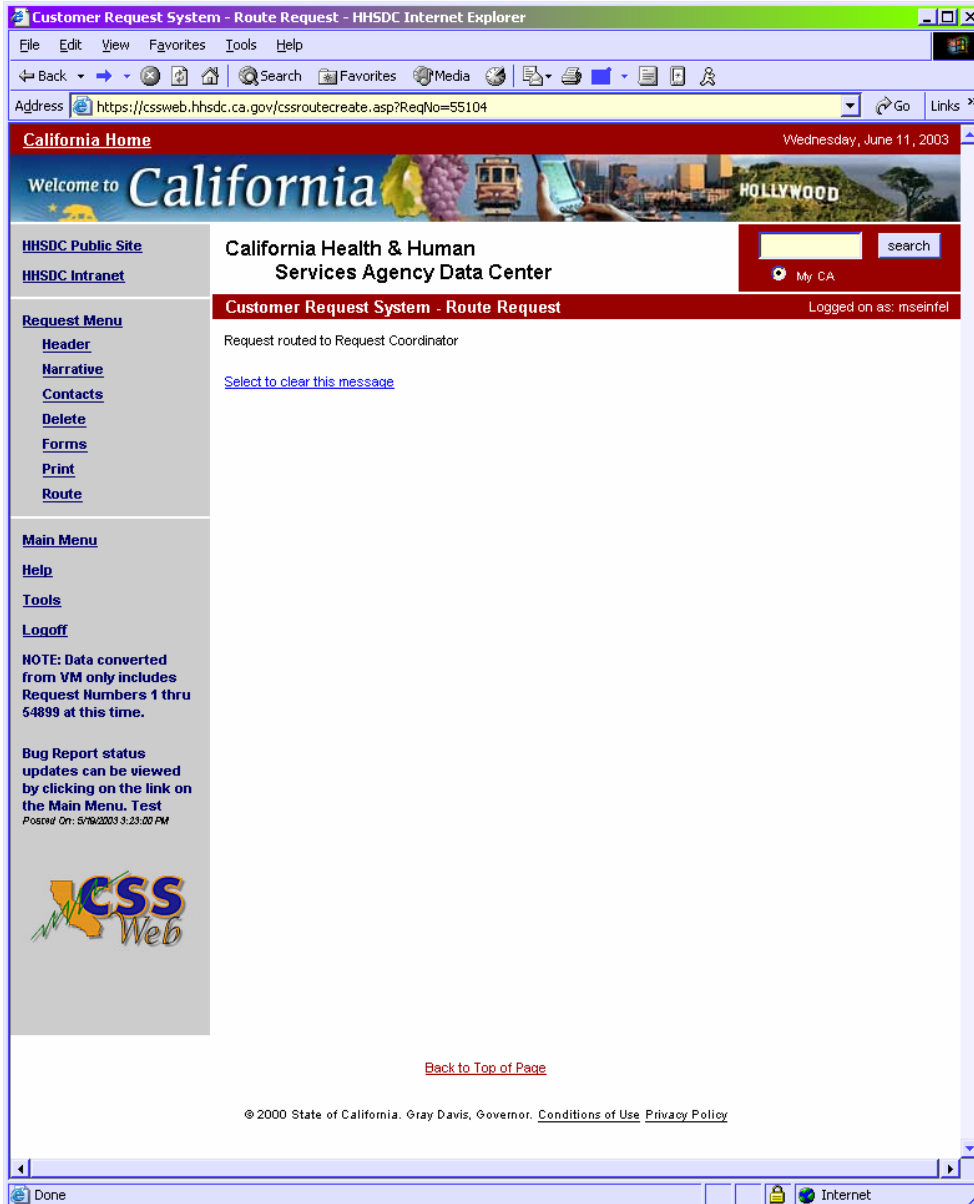 Customer Request System - Route Request - HHSDC Internet Explorer
File Edit View Favorites Tools Help
Back Search Favorites Media
Address https://cssweb.hhsdc.ca.gov/cssroutecreate.asp?ReqNo=55104 Go Links »
California Home Wednesday, June 11, 2003
Welcome to California HOLLYWOOD
HHSDC Public Site
HHSDC Intranet
California Health & Human
Services Agency Data Center
search
My CA
Customer Request System - Route Request Logged on as: mseinfel
Request Menu
Header
Narrative
Contacts
Delete
Forms
Print
Route
Request routed to Request Coordinator
Select to clear this message
Main Menu
Help
Tools
Logoff
NOTE: Data converted
from VM only includes
Request Numbers 1 thru
54899 at this time.
Bug Report status
updates can be viewed
by clicking on the link on
the Main Menu. Test
Posted On: 5/19/2003 3:23:00 PM
CSS
Web
Back to Top of Page
© 2000 State of California. Gray Davis, Governor. Conditions of Use Privacy Policy
Done Internet